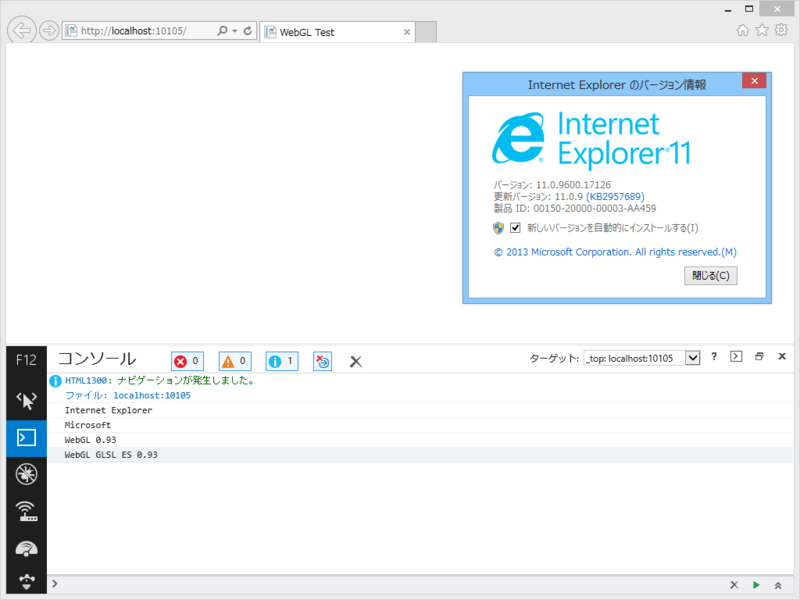 http://localhost:10105/
WebGL Test
Internet Explorer のバージョン情報
Internet
Explorer®11
バージョン: 11.0.9600.17126
更新バージョン: 11.0.9 (KB2957689)
製品 ID: 00150-20000-00003-AA459
新しいバージョンを自動的にインストールする(I)
© 2013 Microsoft Corporation. All rights reserved.(M)
閉じる(C)
F12
コンソール
0
0
1
ターゲット:
_top: localhost:10105
?
HTML1300: ナビゲーションが発生しました。
ファイル: localhost:10105
Internet Explorer
Microsoft
WebGL 0.93
WebGL GLSL ES 0.93